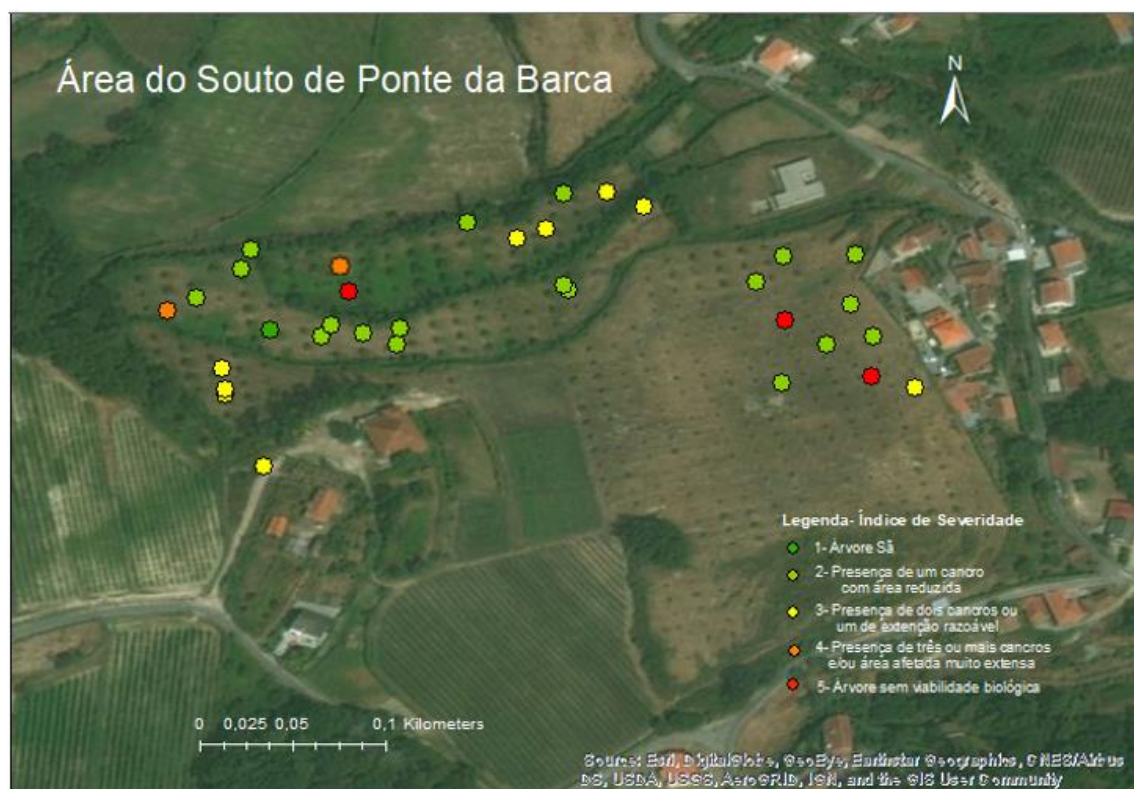 Área do Souto de Ponte da Barca
N
Legenda- Índice de Severidade
1- Árvore Sã
2- Presença de um cancro
com área reduzida
3- Presença de dois cancros ou
um de extenção razoável
4- Presença de três ou mais cancros
e/ou área afetada muito extensa
5- Árvore sem viabilidade biológica
0 0,025 0,05 0,1 Kilometers
Source: Esri, DigitalGlobe, GeoEye, Earthstar Geographics, CNES/Airbus
DS, USDA, USGS, AeroGRID, IGN, and the GIS User Community